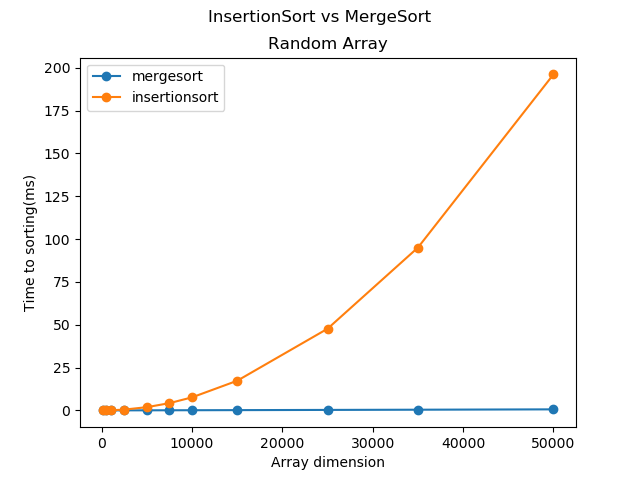 InsertionSort vs MergeSort
Random Array
mergesort
insertionsort
200
175
150
125
100
75
50
25
0
Time to sorting(ms)
0 10000 20000 30000 40000 50000
Array dimension